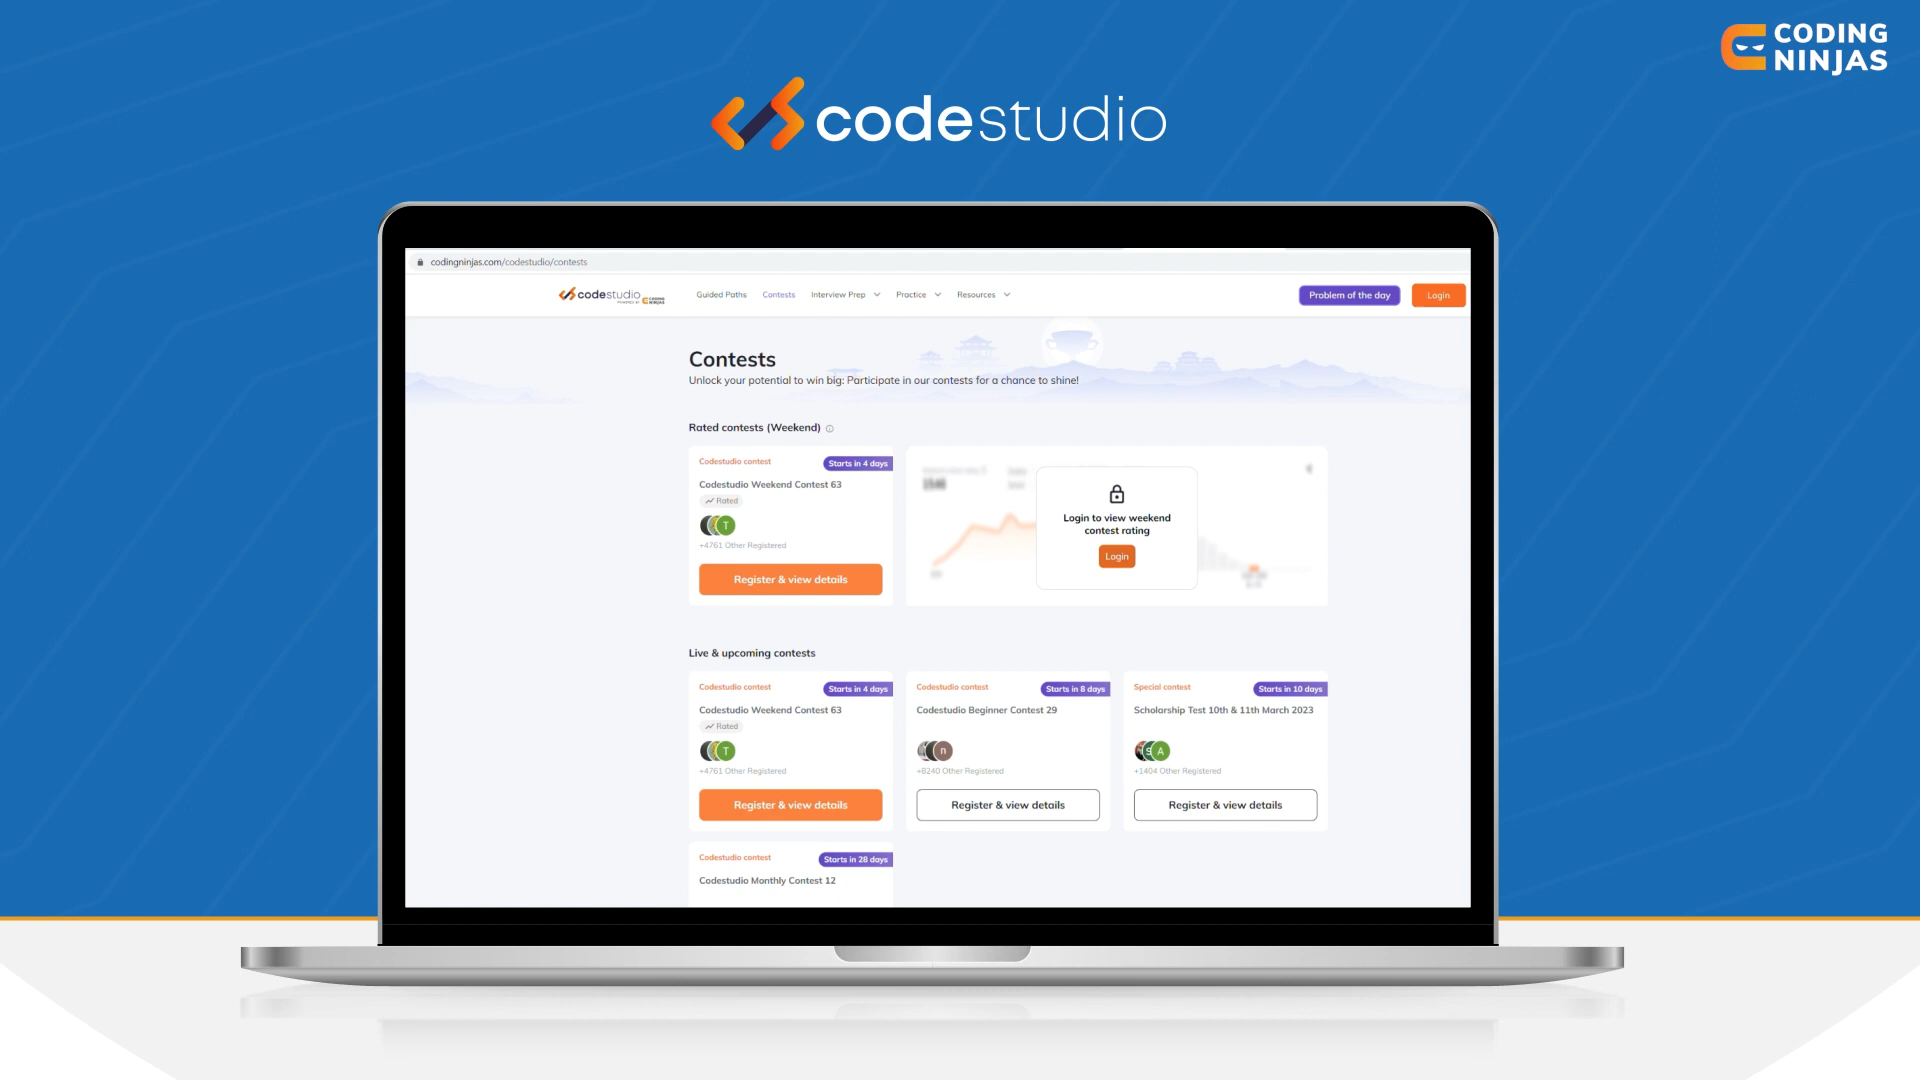 CODING
NINJAS
codestudio
codingninjas.com/codestudio/contests
codestudio
POWERED BY CODING NINJAS
Guided Paths
Contests
Interview Prep
Practice
Resources
Problem of the day
Login
Contests
Unlock your potential to win big: Participate in our contests for a chance to shine!
Rated contests (Weekend)
Codestudio contest
Starts in 4 days
Codestudio Weekend Contest 63
Rated
T
+4761 Other Registered
Register & view details
1546
Login to view weekend
contest rating
Login
Live & upcoming contests
Codestudio contest
Starts in 4 days
Codestudio Weekend Contest 63
Rated
T
+4761 Other Registered
Register & view details
Codestudio contest
Starts in 8 days
Codestudio Beginner Contest 29
n
+8240 Other Registered
Register & view details
Special contest
Starts in 10 days
Scholarship Test 10th & 11th March 2023
S A
+1404 Other Registered
Register & view details
Codestudio contest
Starts in 28 days
Codestudio Monthly Contest 12